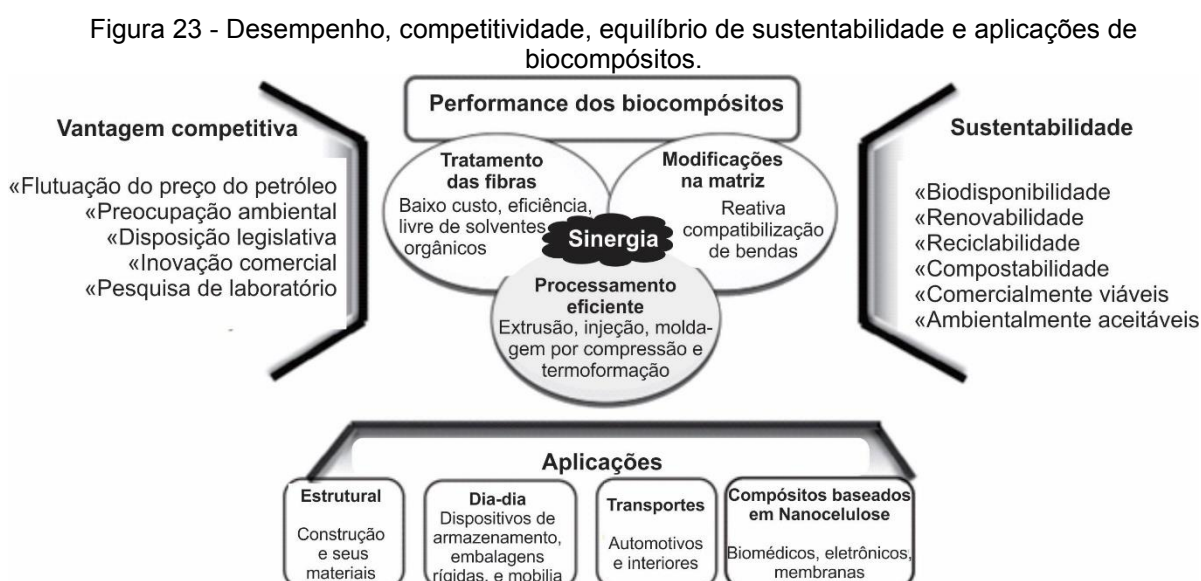 Figura 23 - Desempenho, competitividade, equilíbrio de sustentabilidade e aplicações de
biocompósitos.
Performance dos biocompósitos
Vantagem competitiva
«Flutuação do preço do petróleo
«Preocupação ambiental
«Disposição legislativa
«Inovação comercial
«Pesquisa de laboratório
Tratamento
das fibras
Baixo custo, eficiência,
livre de solventes
orgânicos
Modificações
na matriz
Reativa
compatibilização
de bendas
Sinergia
Processamento
eficiente
Extrusão, injeção, molda-
gem por compressão e
termoformação
Sustentabilidade
«Biodisponibilidade
«Renovabilidade
«Reciclabilidade
«Compostabilidade
«Comercialmente viáveis
«Ambientalmente aceitáveis
Aplicações
Estrutural
Construção
e seus
materiais
Dia-dia
Dispositivos de
armazenamento,
embalagens
rígidas, e mobilia
Transportes
Automotivos
e interiores
Compósitos baseados
em Nanocelulose
Biomédicos, eletrônicos,
membranas